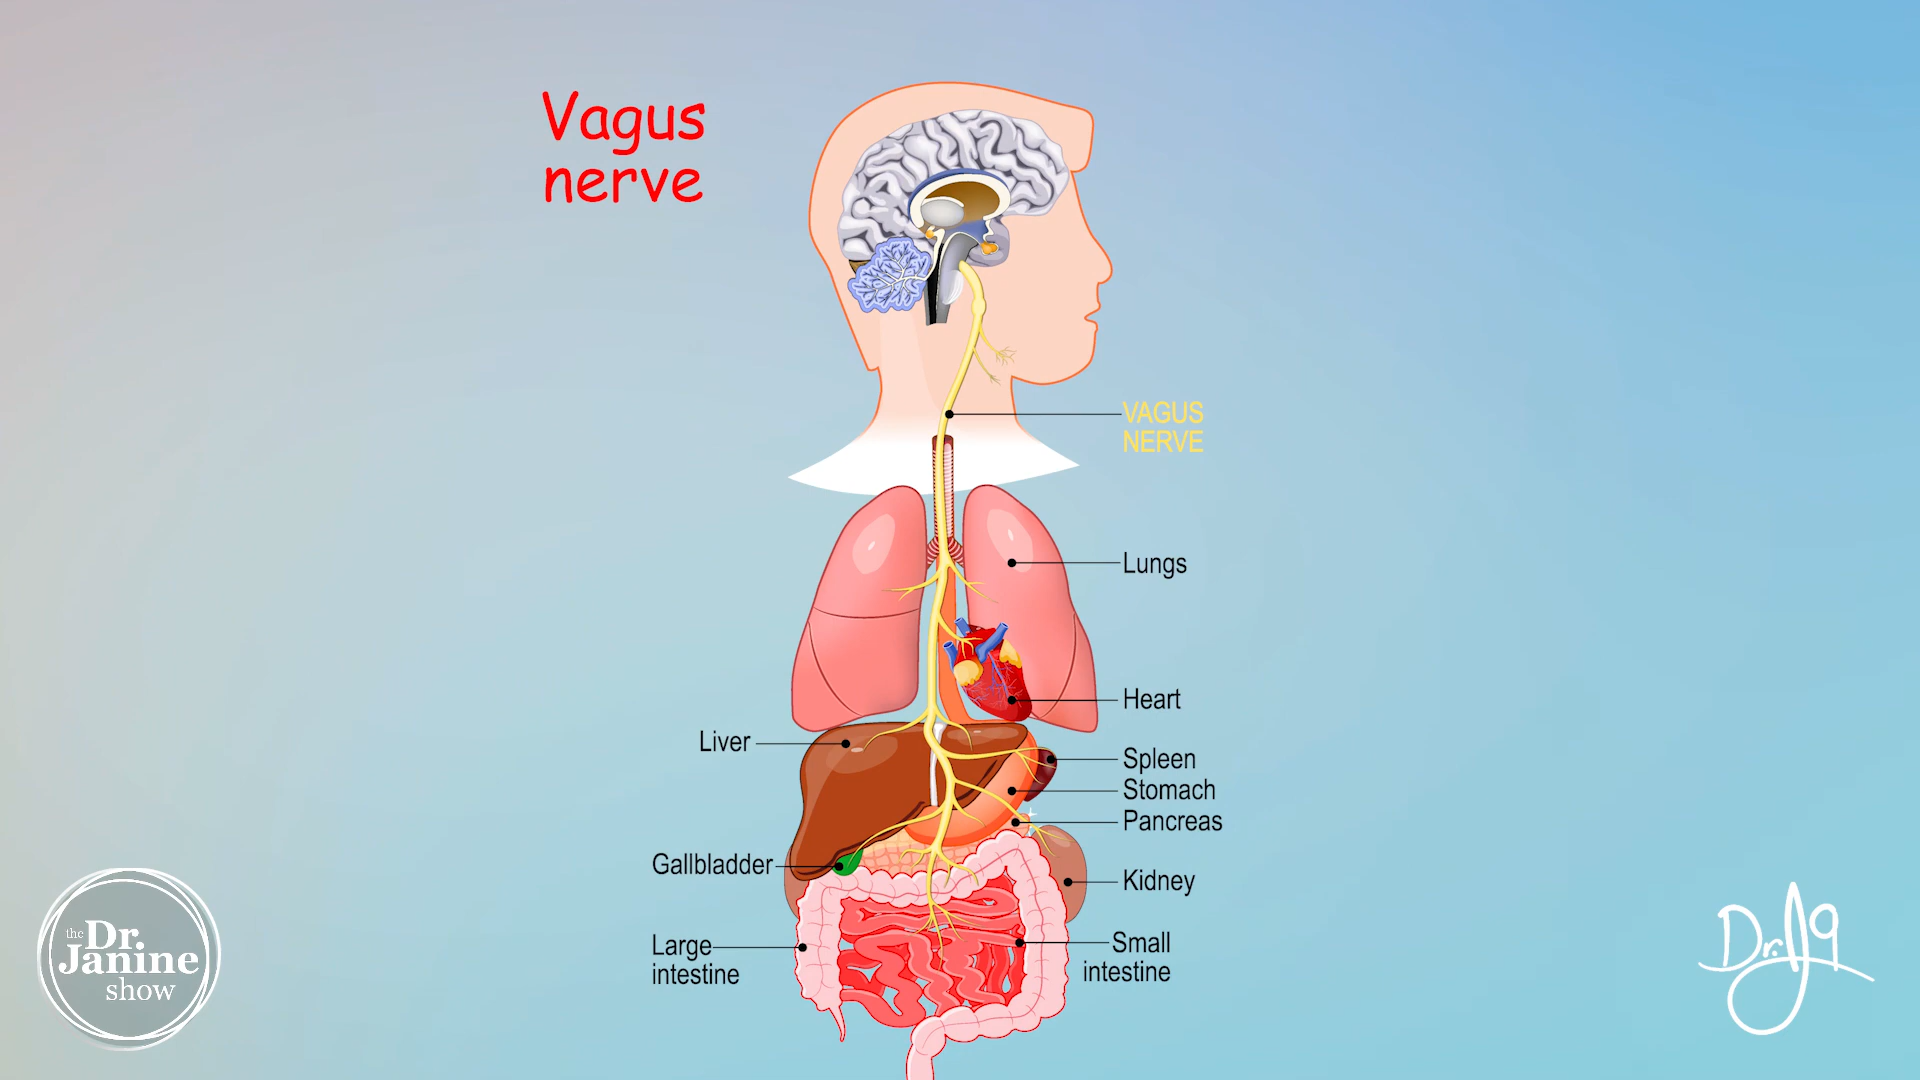 Vagus
nerve
VAGUS
NERVE
Lungs
Heart
Liver
Spleen
Stomach
Pancreas
Gallbladder
Kidney
Large
intestine
Small
intestine
the Dr.
Janine
show
Dr. J9